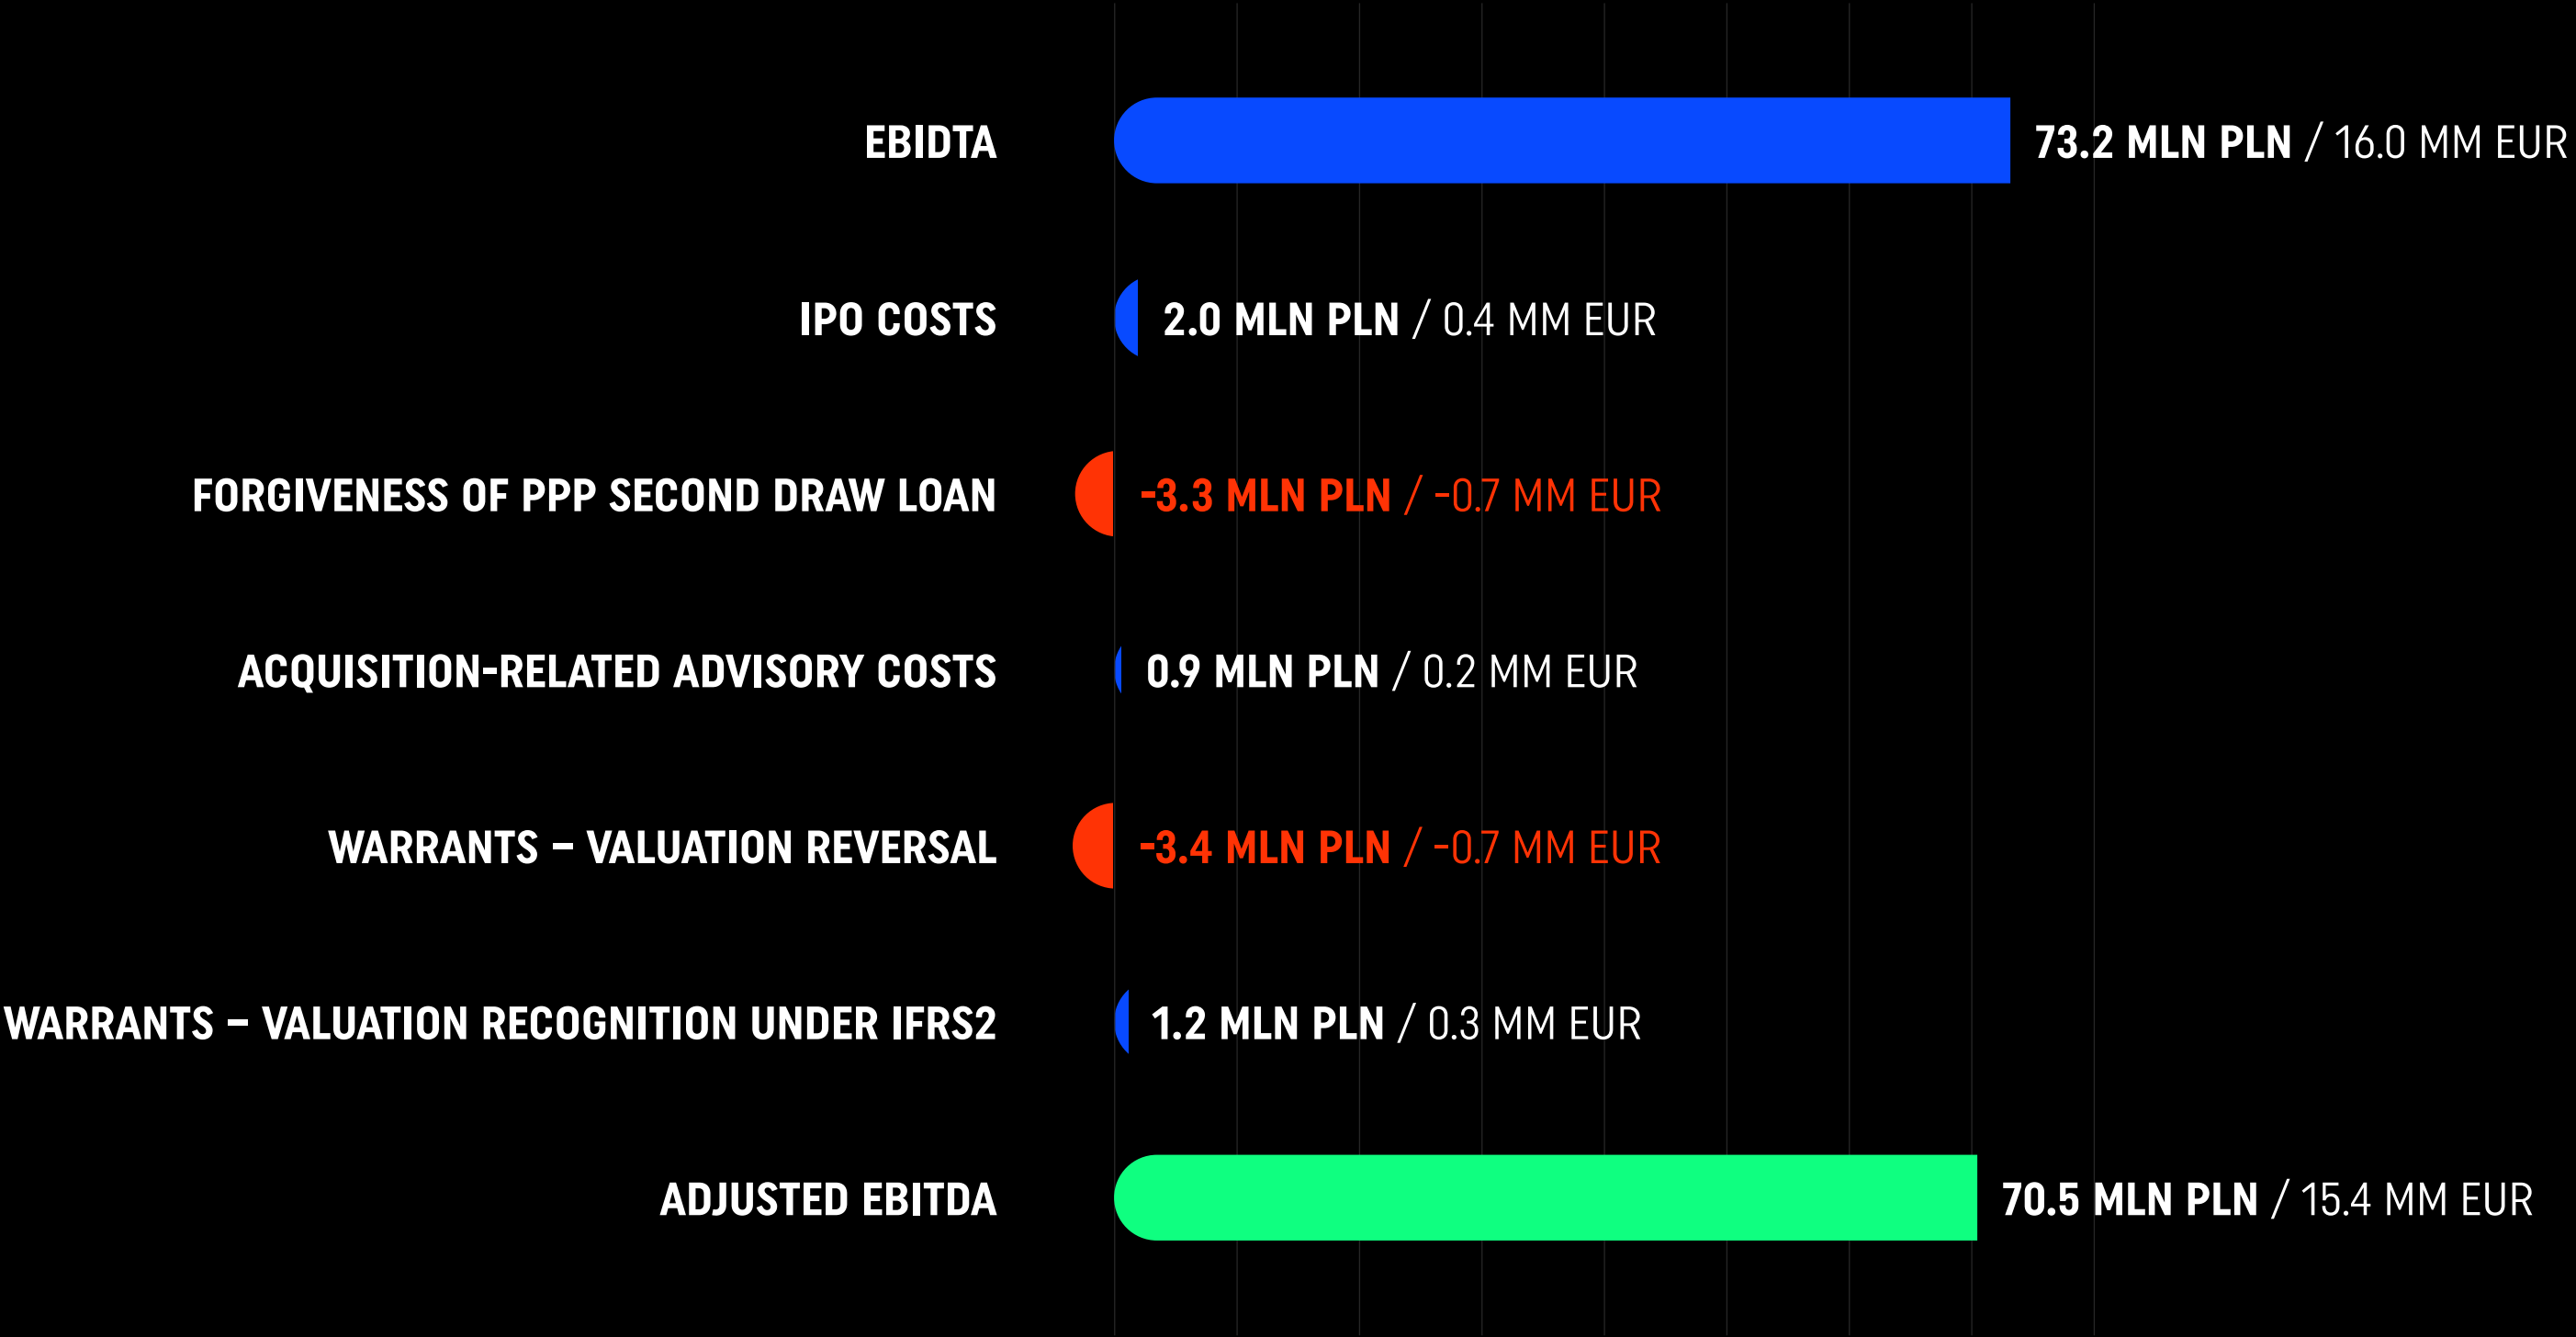 EBIDTA 73.2 MLN PLN / 16.0 MM EUR
IPO COSTS 2.0 MLN PLN / 0.4 MM EUR
FORGIVENESS OF PPP SECOND DRAW LOAN -3.3 MLN PLN / -0.7 MM EUR
ACQUISITION-RELATED ADVISORY COSTS 0.9 MLN PLN / 0.2 MM EUR
WARRANTS – VALUATION REVERSAL -3.4 MLN PLN / -0.7 MM EUR
WARRANTS – VALUATION RECOGNITION UNDER IFRS2 1.2 MLN PLN / 0.3 MM EUR
ADJUSTED EBITDA 70.5 MLN PLN / 15.4 MM EUR